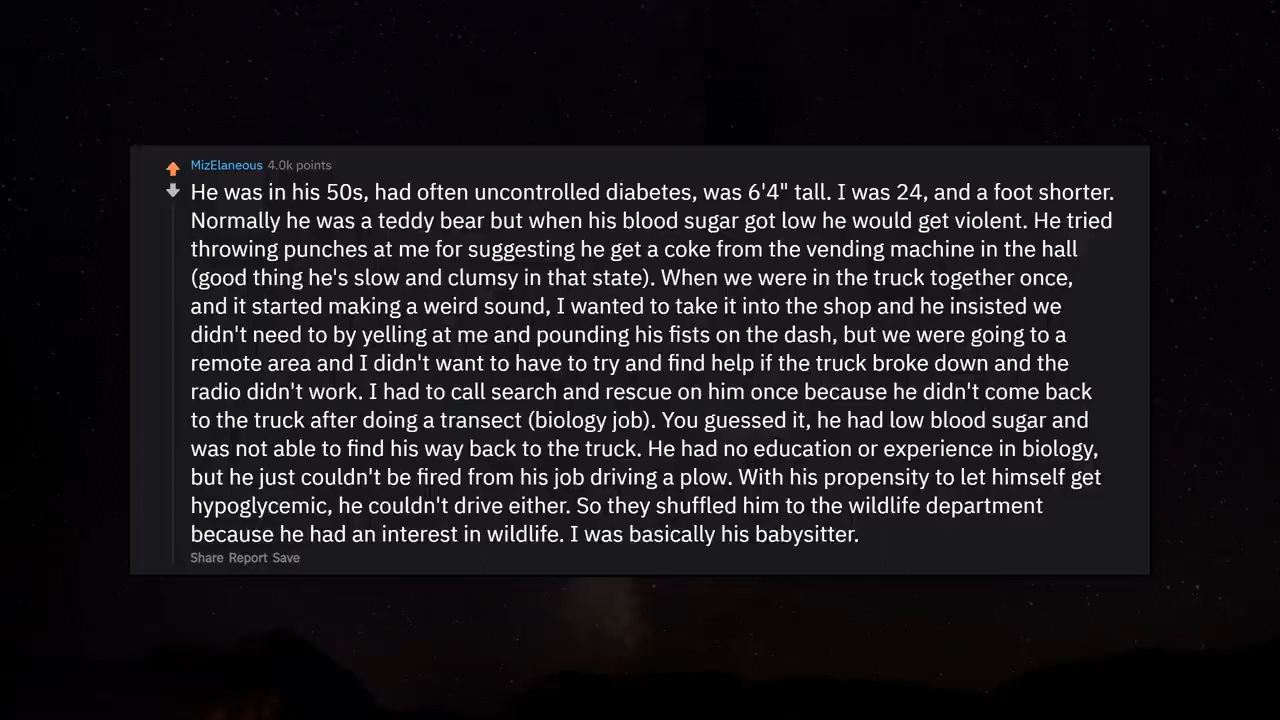 MizElaneous 4.0k points
He was in his 50s, had often uncontrolled diabetes, was 6'4" tall. I was 24, and a foot shorter.
Normally he was a teddy bear but when his blood sugar got low he would get violent. He tried
throwing punches at me for suggesting he get a coke from the vending machine in the hall
(good thing he's slow and clumsy in that state). When we were in the truck together once,
and it started making a weird sound, I wanted to take it into the shop and he insisted we
didn't need to by yelling at me and pounding his fists on the dash, but we were going to a
remote area and I didn't want to have to try and find help if the truck broke down and the
radio didn't work. I had to call search and rescue on him once because he didn't come back
to the truck after doing a transect (biology job). You guessed it, he had low blood sugar and
was not able to find his way back to the truck. He had no education or experience in biology,
but he just couldn't be fired from his job driving a plow. With his propensity to let himself get
hypoglycemic, he couldn't drive either. So they shuffled him to the wildlife department
because he had an interest in wildlife. I was basically his babysitter.
Share Report Save